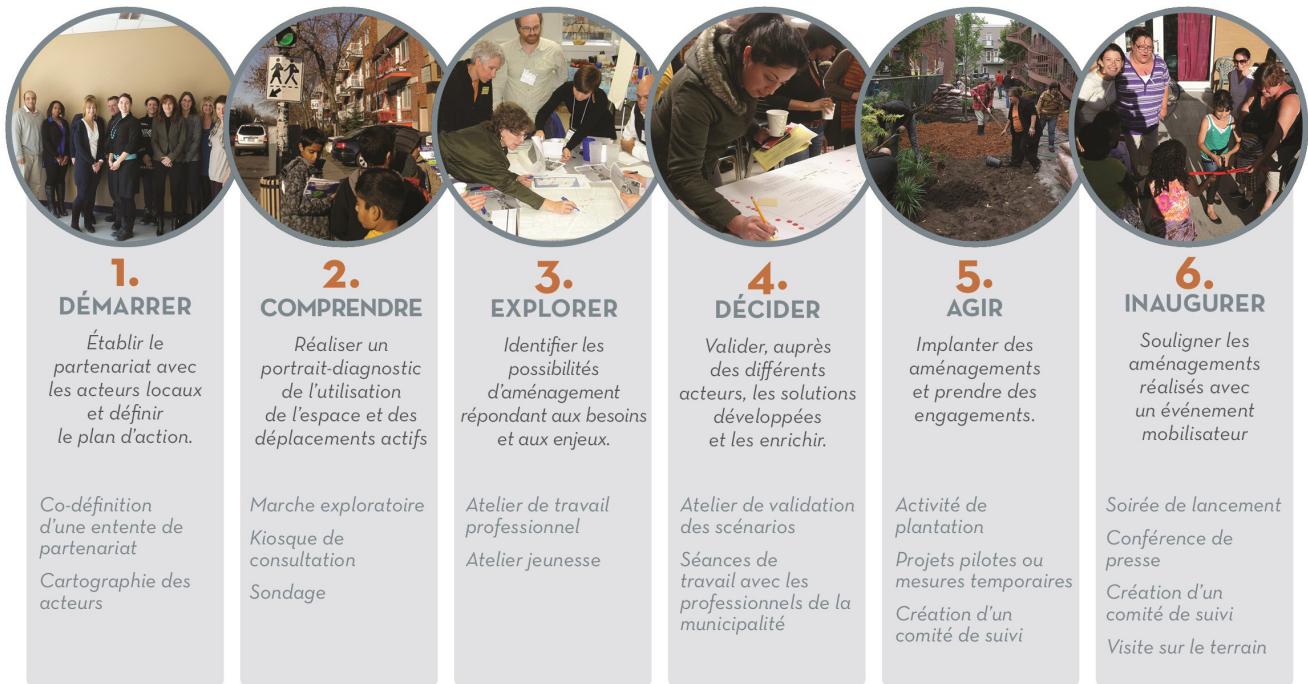 1.
DÉMARRER
Établir le
partenariat avec
les acteurs locaux
et définir
le plan d'action.
Co-définition
d'une entente de
partenariat
Cartographie des
acteurs
2.
COMPRENDRE
Réaliser un
portrait-diagnostic
de l'utilisation
de l'espace et des
déplacements actifs
Marche exploratoire
Kiosque de
consultation
Sondage
3.
EXPLORER
Identifier les
possibilités
d'aménagement
répondant aux besoins
et aux enjeux.
Atelier de travail
professionnel
Atelier jeunesse
4.
DÉCIDER
Valider, auprès
des différents
acteurs, les solutions
développées
et les enrichir.
Atelier de validation
des scénarios
Séances de
travail avec les
professionnels de la
municipalité
5.
AGIR
Implanter des
aménagements
et prendre des
engagements.
Activité de
plantation
Projets pilotes ou
mesures temporaires
Création d'un
comité de suivi
6.
INAUGURER
Souligner les
aménagements
réalisés avec
un événement
mobilisateur
Soirée de lancement
Conférence de
presse
Création d'un
comité de suivi
Visite sur le terrain